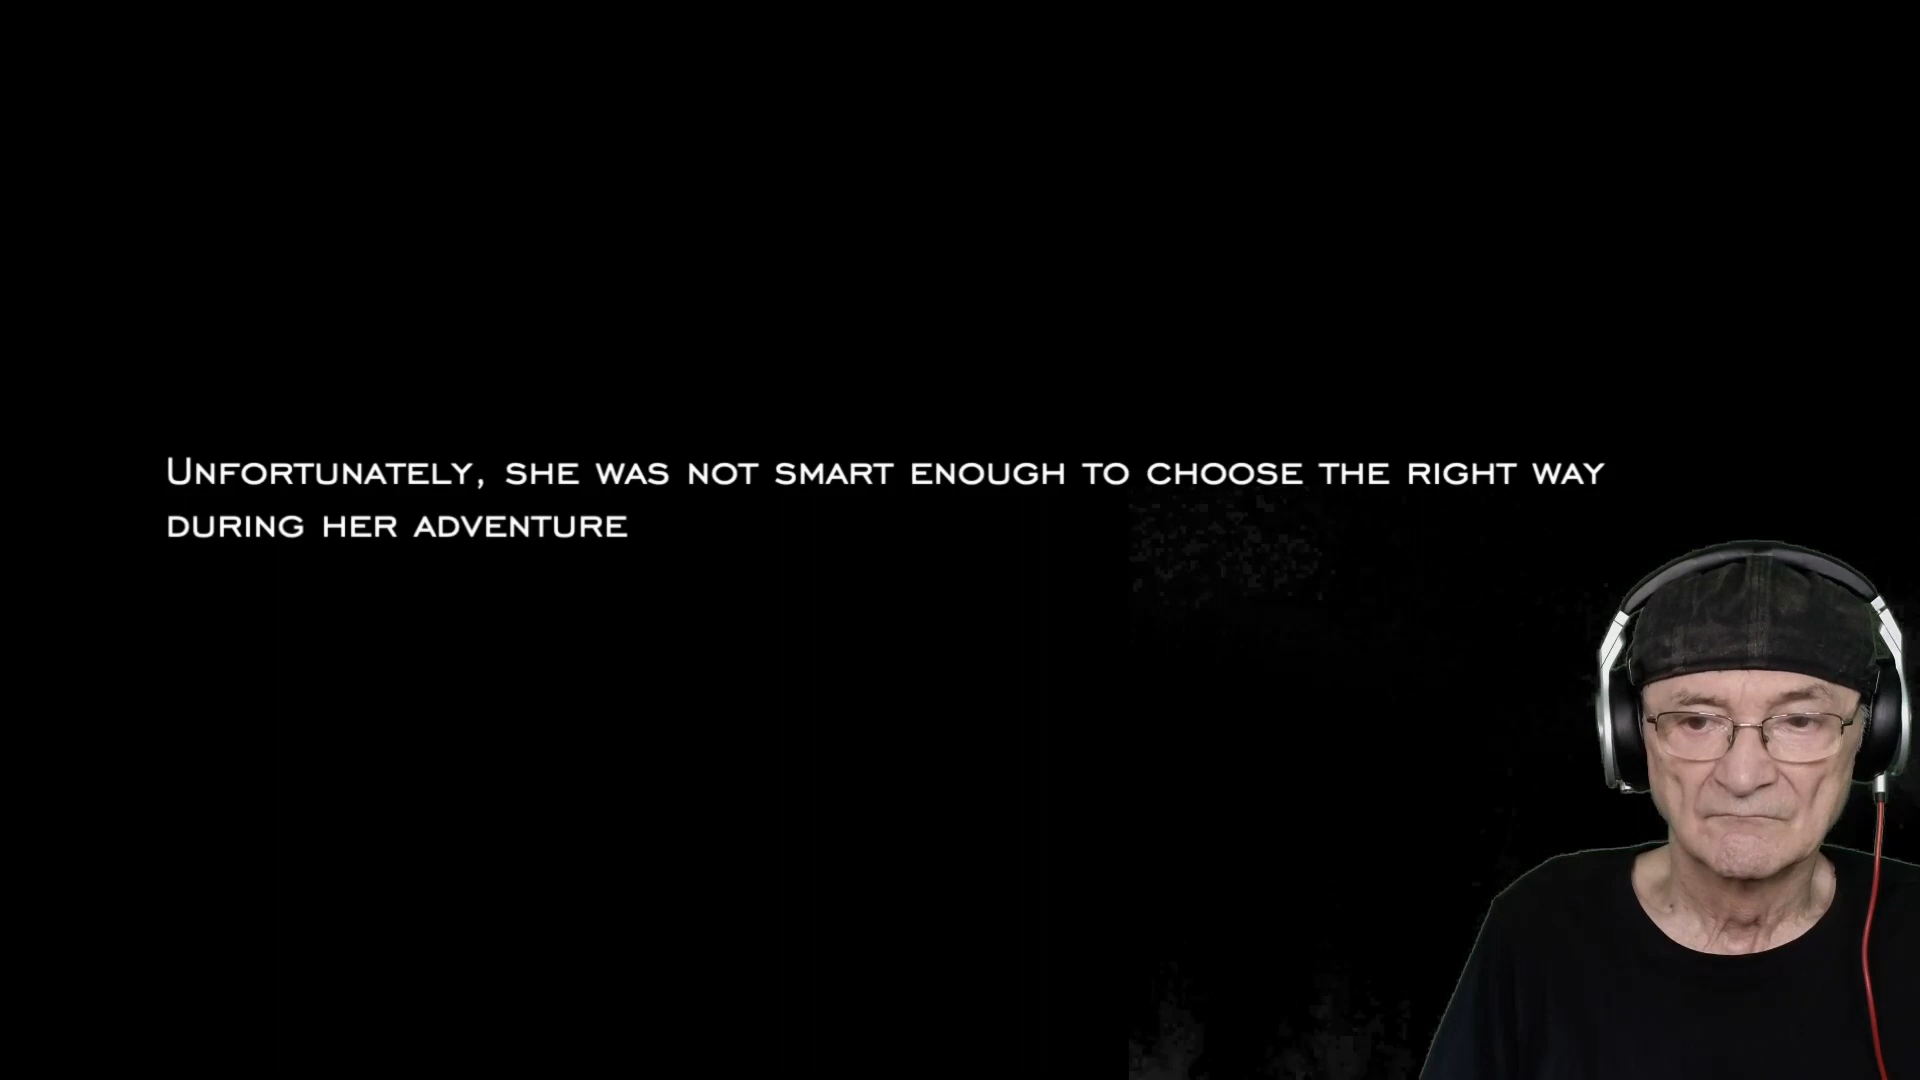 Unfortunately, she was not smart enough to choose the right way
during her adventure